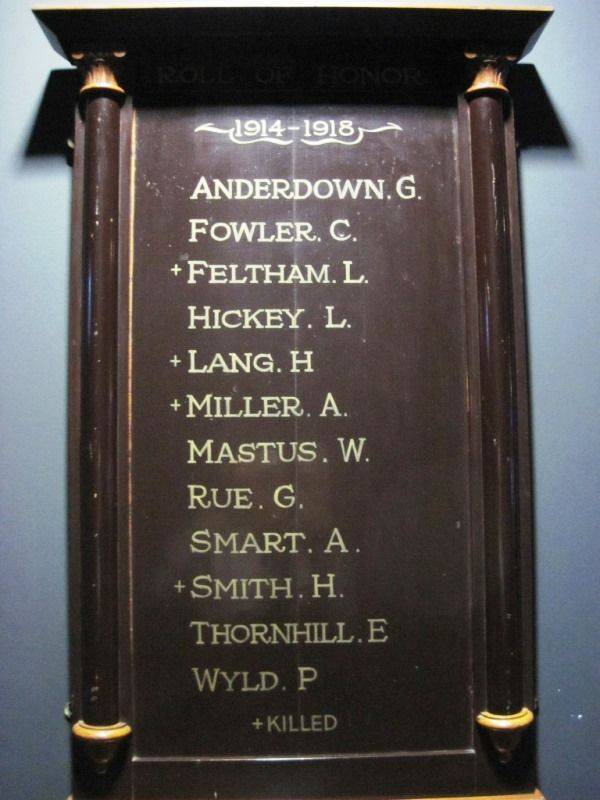 ROLL OF HONOR
1914-1918
ANDERDOWN. G.
FOWLER. C.
+FELTHAM. L.
HICKEY. L.
+LANG. H
+MILLER. A.
MASTUS. W.
RUE. G.
SMART. A.
+SMITH. H.
THORNHILL. E
WYLD. P
+KILLED